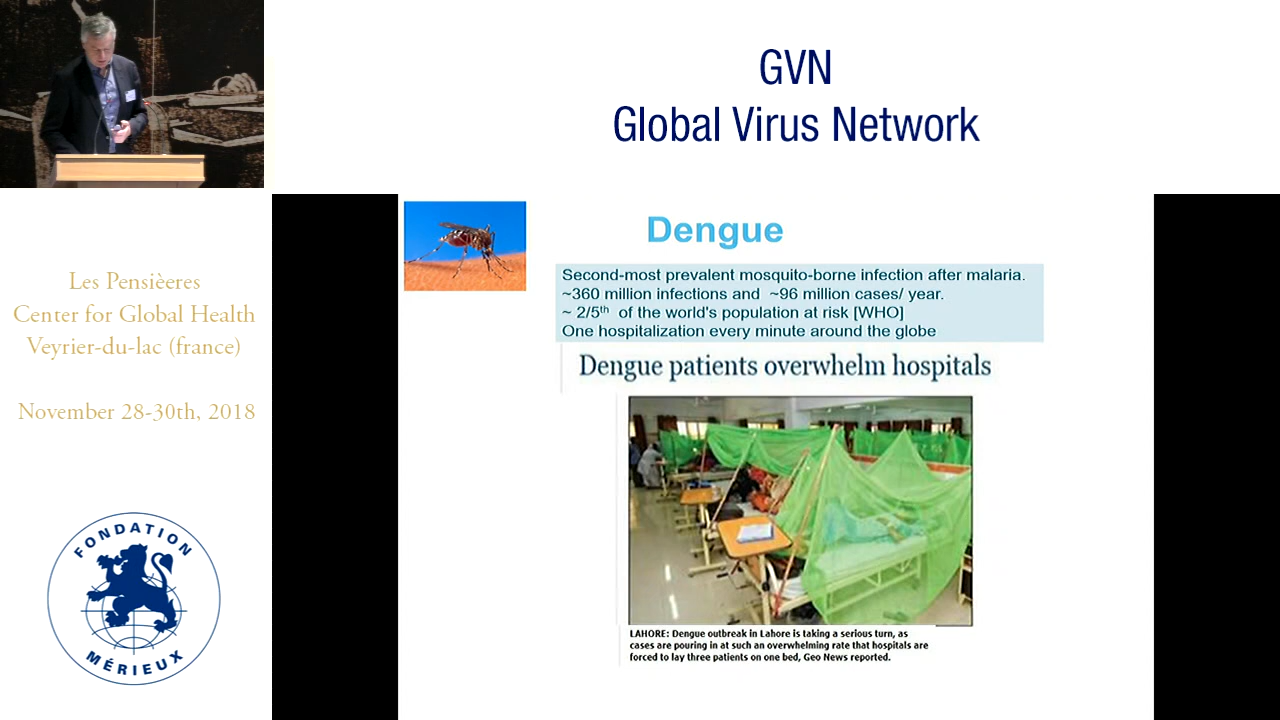 GVN
Global Virus Network
Les Pensièeres
Center for Global Health
Veyrier-du-lac (france)
November 28-30th, 2018
FONDATION
MÉRIEUX
Dengue
Second-most prevalent mosquito-borne infection after malaria.
~360 million infections and ~96 million cases/ year.
~ 2/5th of the world's population at risk [WHO]
One hospitalization every minute around the globe
Dengue patients overwhelm hospitals
LAHORE: Dengue outbreak in Lahore is taking a serious turn, as
cases are pouring in at such an overwhelming rate that hospitals are
forced to lay three patients on one bed, Geo News reported.